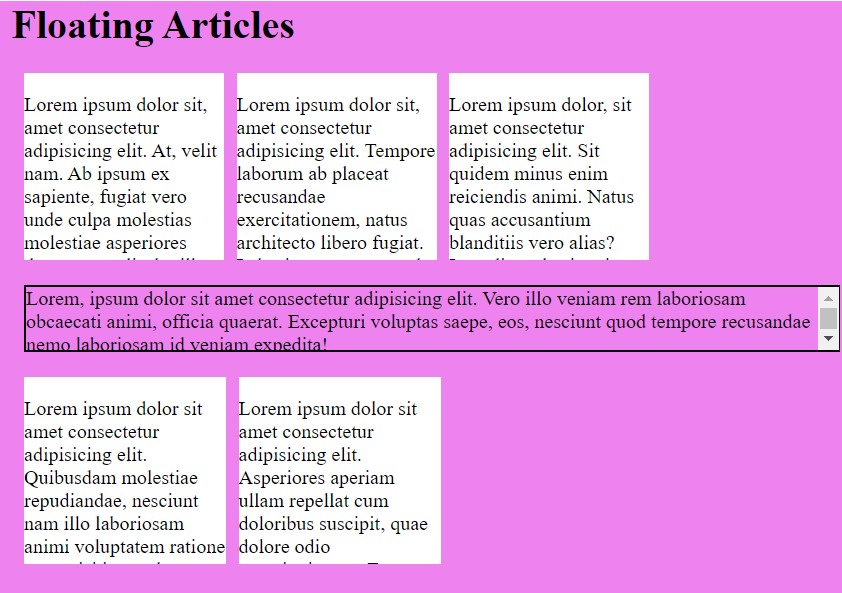 Floating Articles
Lorem ipsum dolor sit,
amet consectetur
adipisicing elit. At, velit
nam. Ab ipsum ex
sapiente, fugiat vero
unde culpa molestias
molestiae asperiores
Lorem ipsum dolor sit,
amet consectetur
adipisicing elit. Tempore
laborum ab placeat
recusandae
exercitationem, natus
architecto libero fugiat.
Lorem ipsum dolor, sit
amet consectetur
adipisicing elit. Sit
quidem minus enim
reiciendis animi. Natus
quas accusantium
blanditiis vero alias?
Lorem, ipsum dolor sit amet consectetur adipisicing elit. Vero illo veniam rem laboriosam
obcaecati animi, officia quaerat. Excepturi voluptas saepe, eos, nesciunt quod tempore recusandae
nemo laboriosam id veniam expedita!
Lorem ipsum dolor sit
amet consectetur
adipisicing elit.
Quibusdam molestiae
repudiandae, nesciunt
nam illo laboriosam
animi voluptatem ratione
Lorem ipsum dolor sit
amet consectetur
adipisicing elit.
Asperiores aperiam
ullam repellat cum
doloribus suscipit, quae
dolore odio